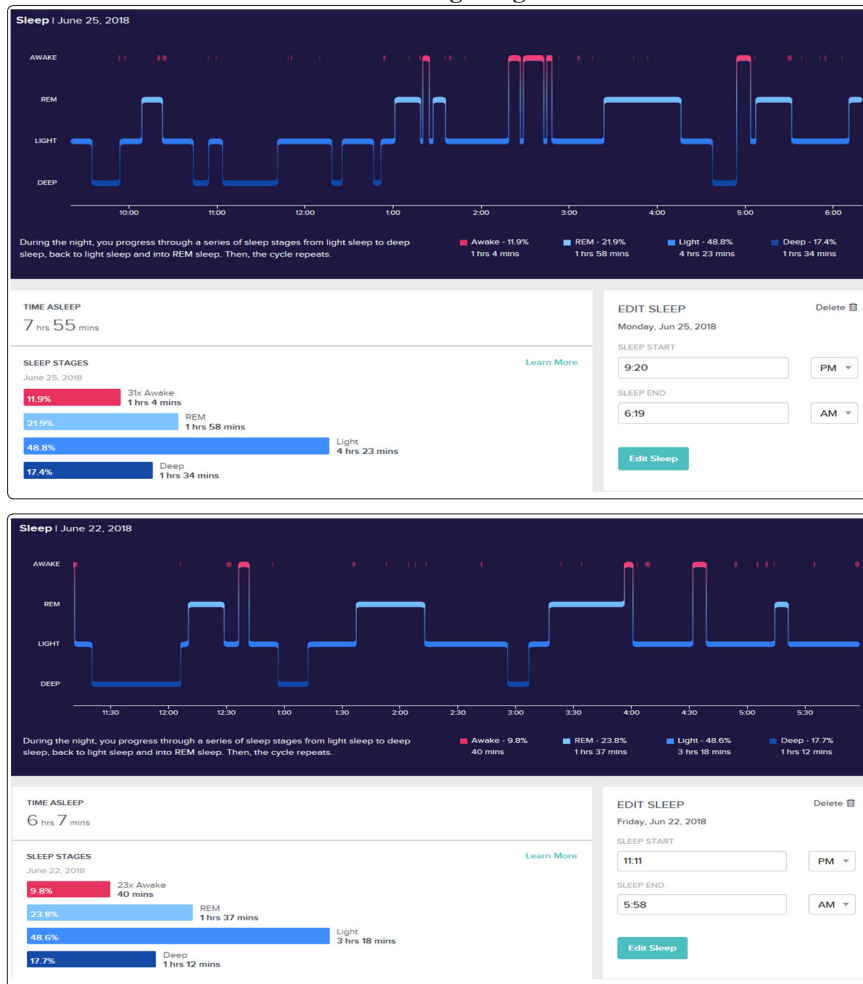 Sleep | June 25, 2018
AWAKE
REM
LIGHT
DEEP
10:00 11:00 12:00 1:00 2:00 3:00 4:00 5:00 6:00
During the night, you progress through a series of sleep stages from light sleep to deep
sleep, back to light sleep and into REM sleep. Then, the cycle repeats.
Awake - 11.9% REM - 21.9% Light - 48.8% Deep - 17.4%
1 hrs 4 mins 1 hrs 58 mins 4 hrs 23 mins 1 hrs 34 mins
TIME ASLEEP
7 hrs 55 mins
SLEEP STAGES Learn More
June 25, 2018
11.9% 31x Awake
1 hrs 4 mins
21.9% REM
1 hrs 58 mins
48.8% Light
4 hrs 23 mins
17.4% Deep
1 hrs 34 mins
EDIT SLEEP Delete
Monday, Jun 25, 2018
SLEEP START
9:20 PM
SLEEP END
6:19 AM
Edit Sleep
Sleep | June 22, 2018
AWAKE
REM
LIGHT
DEEP
11:30 12:00 12:30 1:00 1:30 2:00 2:30 3:00 3:30 4:00 4:30 5:00 5:30
During the night, you progress through a series of sleep stages from light sleep to deep
sleep, back to light sleep and into REM sleep. Then, the cycle repeats.
Awake - 9.8% REM - 23.8% Light - 48.6% Deep - 17.7%
40 mins 1 hrs 37 mins 3 hrs 18 mins 1 hrs 12 mins
TIME ASLEEP
6 hrs 7 mins
SLEEP STAGES Learn More
June 22, 2018
9.8% 23x Awake
40 mins
23.8% REM
1 hrs 37 mins
48.6% Light
3 hrs 18 mins
17.7% Deep
1 hrs 12 mins
EDIT SLEEP Delete
Friday, Jun 22, 2018
SLEEP START
11:11 PM
SLEEP END
5:58 AM
Edit Sleep